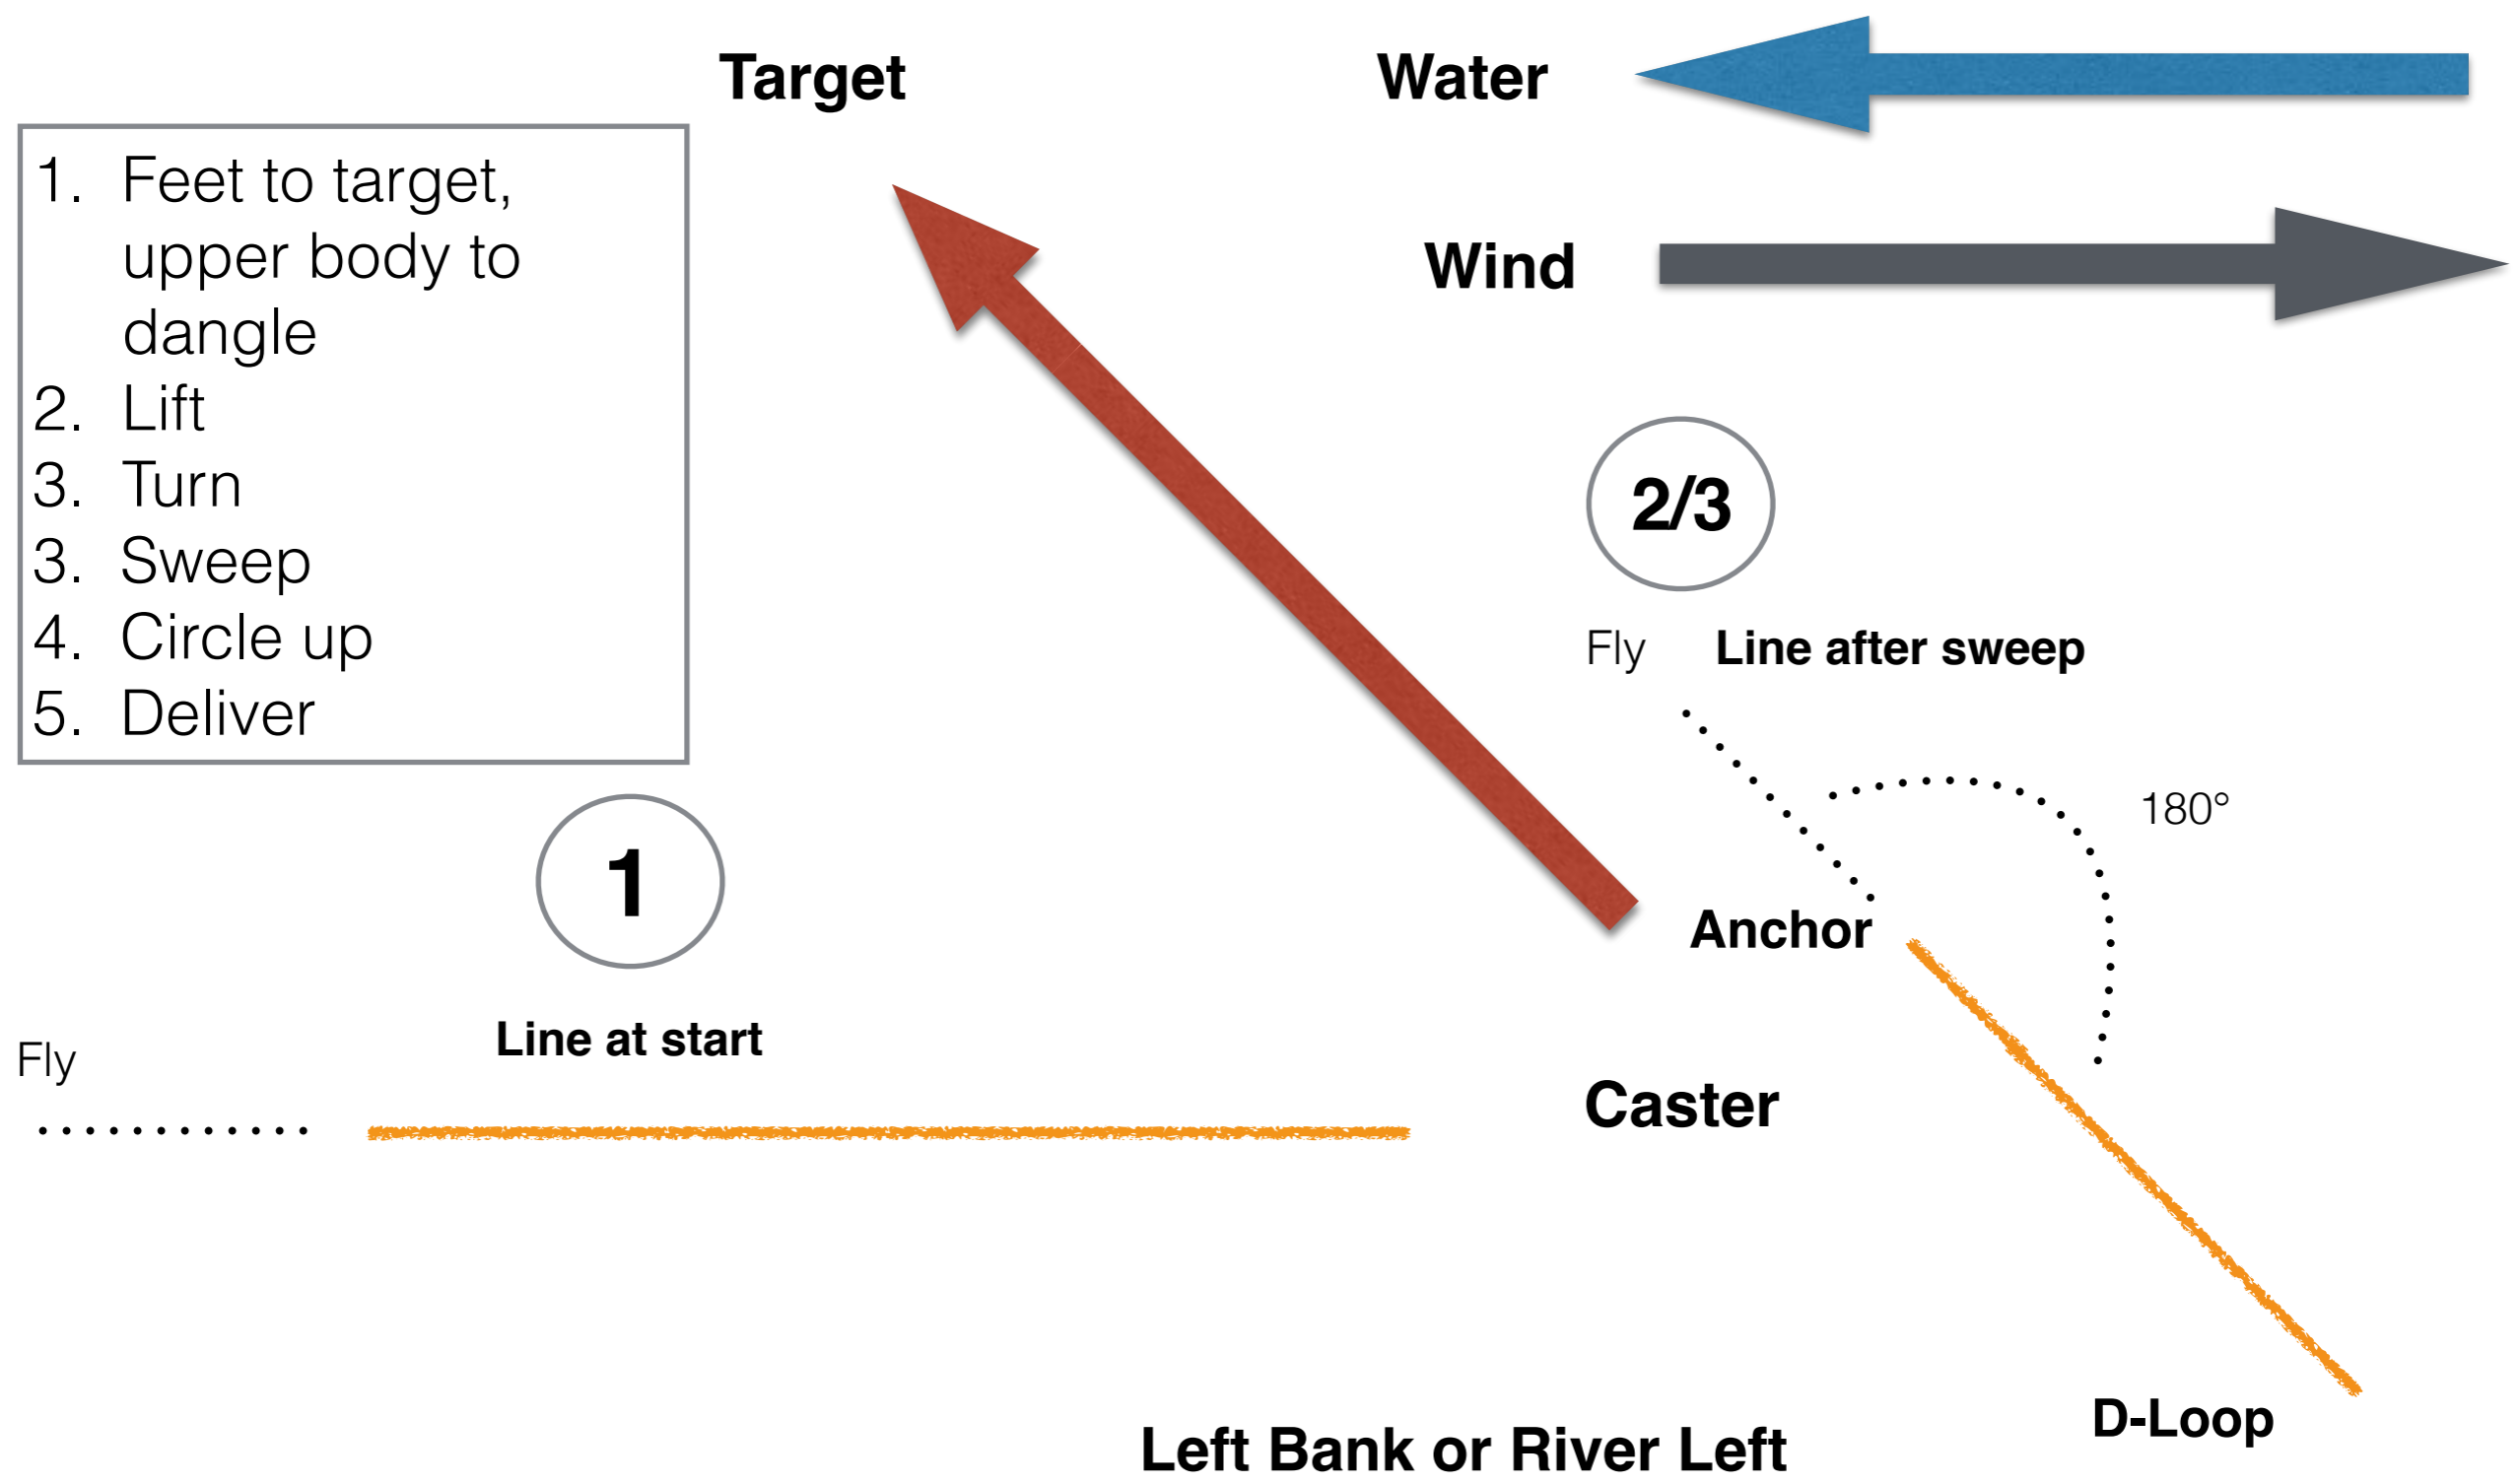 Target
Water
1. Feet to target,
upper body to
dangle
2. Lift
3. Turn
3. Sweep
4. Circle up
5. Deliver
Wind
2/3
Fly
Line after sweep
180°
1
Anchor
Line at start
Fly
Caster
D-Loop
Left Bank or River Left